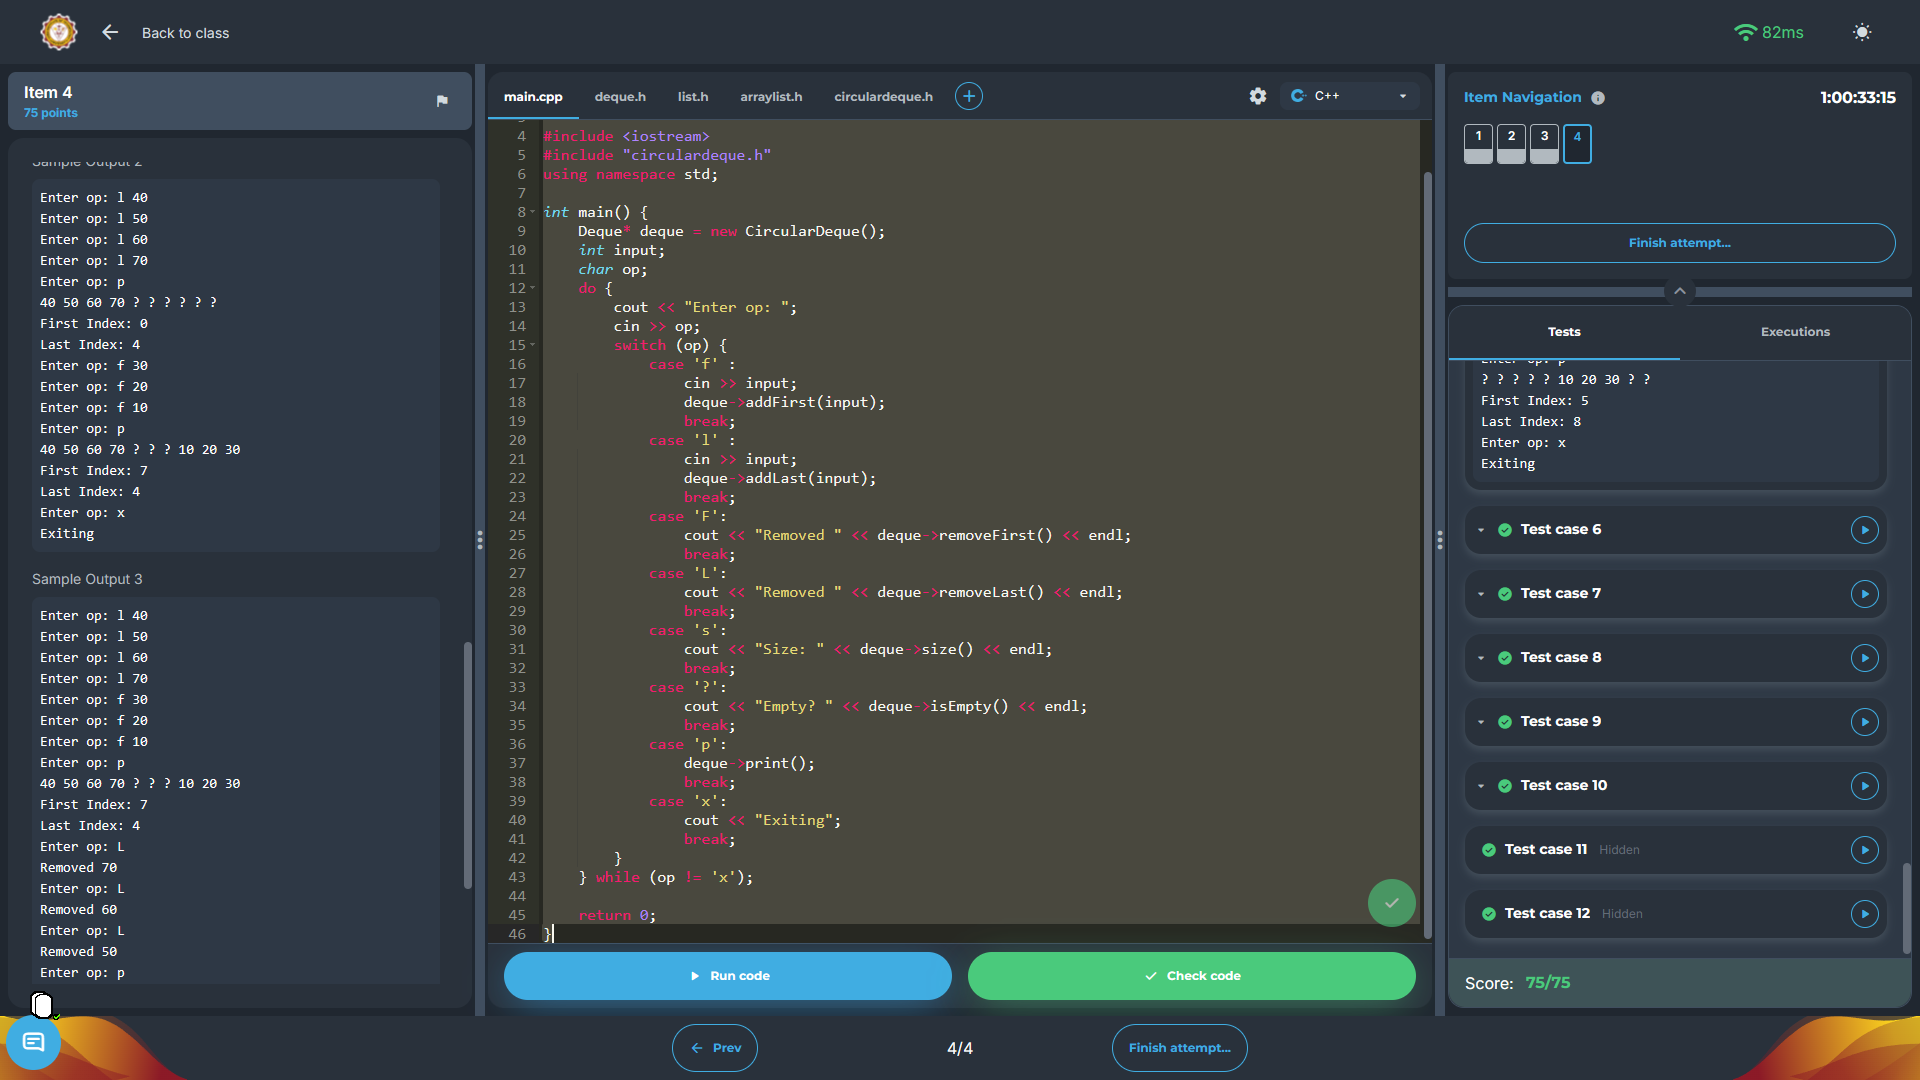 Back to class
82ms
Item 4
75 points
Sample Output 2
Enter op: l 40
Enter op: l 50
Enter op: l 60
Enter op: l 70
Enter op: p
40 50 60 70 ? ? ? ? ? ?
First Index: 0
Last Index: 4
Enter op: f 30
Enter op: f 20
Enter op: f 10
Enter op: p
40 50 60 70 ? ? ? 10 20 30
First Index: 7
Last Index: 4
Enter op: x
Exiting
Sample Output 3
Enter op: l 40
Enter op: l 50
Enter op: l 60
Enter op: l 70
Enter op: f 30
Enter op: f 20
Enter op: f 10
Enter op: p
40 50 60 70 ? ? ? 10 20 30
First Index: 7
Last Index: 4
Enter op: L
Removed 70
Enter op: L
Removed 60
Enter op: L
Removed 50
Enter op: p
main.cpp deque.h list.h arraylist.h circulardeque.h
C++
4 #include <iostream>
5 #include "circulardeque.h"
6 using namespace std;
7
8 int main() {
9 Deque* deque = new CircularDeque();
10 int input;
11 char op;
12 do {
13 cout << "Enter op: ";
14 cin >> op;
15 switch (op) {
16 case 'f' :
17 cin >> input;
18 deque->addFirst(input);
19 break;
20 case 'l' :
21 cin >> input;
22 deque->addLast(input);
23 break;
24 case 'F':
25 cout << "Removed " << deque->removeFirst() << endl;
26 break;
27 case 'L':
28 cout << "Removed " << deque->removeLast() << endl;
29 break;
30 case 's':
31 cout << "Size: " << deque->size() << endl;
32 break;
33 case '?':
34 cout << "Empty? " << deque->isEmpty() << endl;
35 break;
36 case 'p':
37 deque->print();
38 break;
39 case 'x':
40 cout << "Exiting";
41 break;
42 }
43 } while (op != 'x');
44
45 return 0;
46 }
Run code
Check code
Item Navigation
1:00:33:15
1 2 3 4
Finish attempt...
Tests
Executions
Enter op: p
? ? ? ? ? 10 20 30 ? ?
First Index: 5
Last Index: 8
Enter op: x
Exiting
Test case 6
Test case 7
Test case 8
Test case 9
Test case 10
Test case 11 Hidden
Test case 12 Hidden
Score: 75/75
Prev
4/4
Finish attempt...